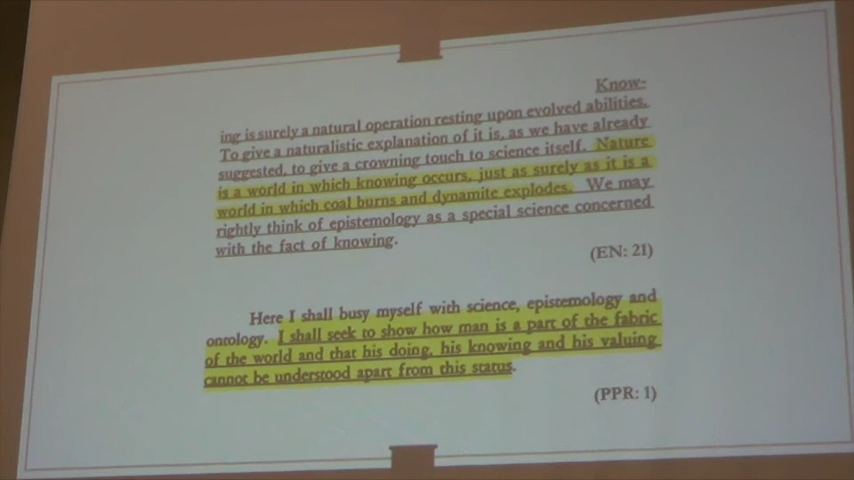 Know-
ing is surely a natural operation resting upon evolved abilities.
To give a naturalistic explanation of it is, as we have already
suggested, to give a crowning touch to science itself. Nature
is a world in which knowing occurs, just as surely as it is a
world in which coal burns and dynamite explodes. We may
rightly think of epistemology as a special science concerned
with the fact of knowing.
(EN: 21)
Here I shall busy myself with science, epistemology and
ontology. I shall seek to show how man is a part of the fabric
of the world and that his doing, his knowing and his valuing
cannot be understood apart from this status.
(PPR: 1)